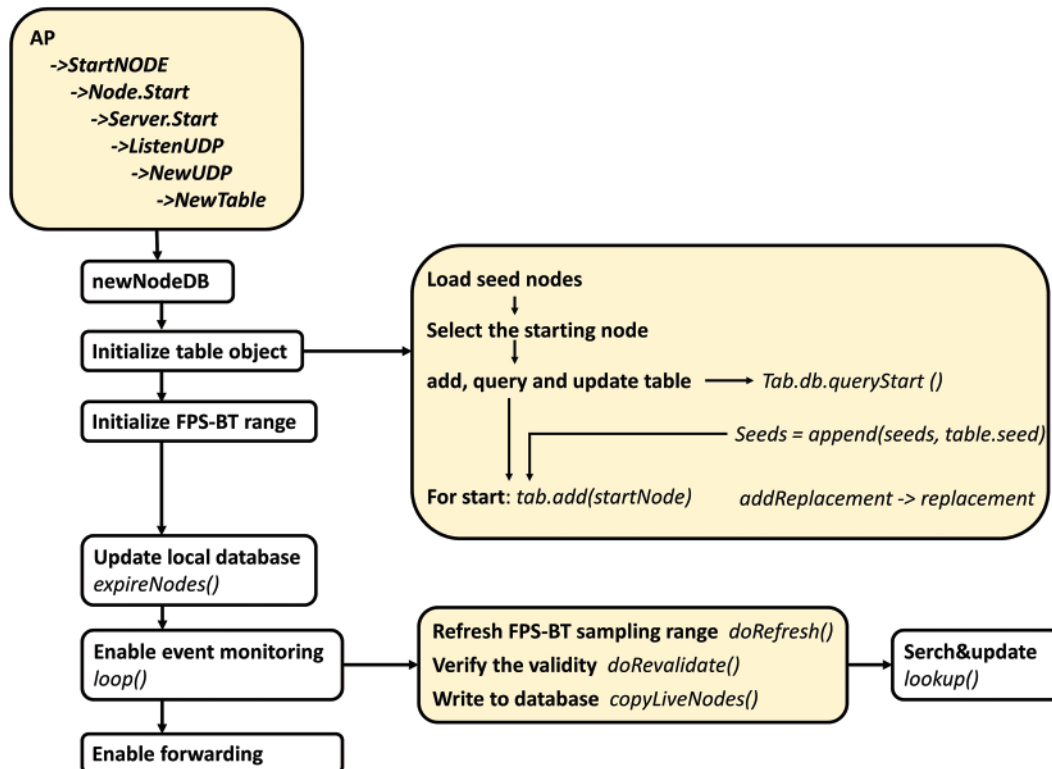 AP
->StartNODE
->Node.Start
->Server.Start
->ListenUDP
->NewUDP
->NewTable
newNodeDB
Initialize table object
Initialize FPS-BT range
Load seed nodes
Select the starting node
add, query and update table
Tab.db.queryStart ()
Seeds = append(seeds, table.seed)
For start: tab.add(startNode)
addReplacement -> replacement
Update local database
expireNodes()
Enable event monitoring
loop()
Refresh FPS-BT sampling range doRefresh()
Verify the validity doRevalidate()
Write to database copyLiveNodes()
Serch&update
lookup()
Enable forwarding